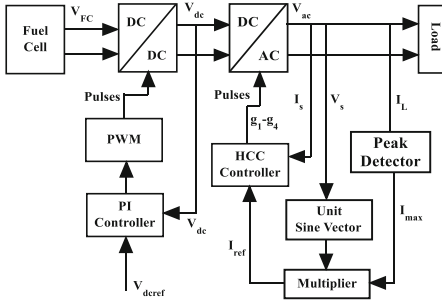 Fuel
Cell
V_FC
DC
DC
V_dc
DC
AC
V_ac
Load
Pulses
Pulses
I_s
V_s
I_L
g_1-g_4
PWM
HCC
Controller
Peak
Detector
PI
Controller
V_dc
Unit
Sine Vector
I_max
I_ref
Multiplier
V_dcref